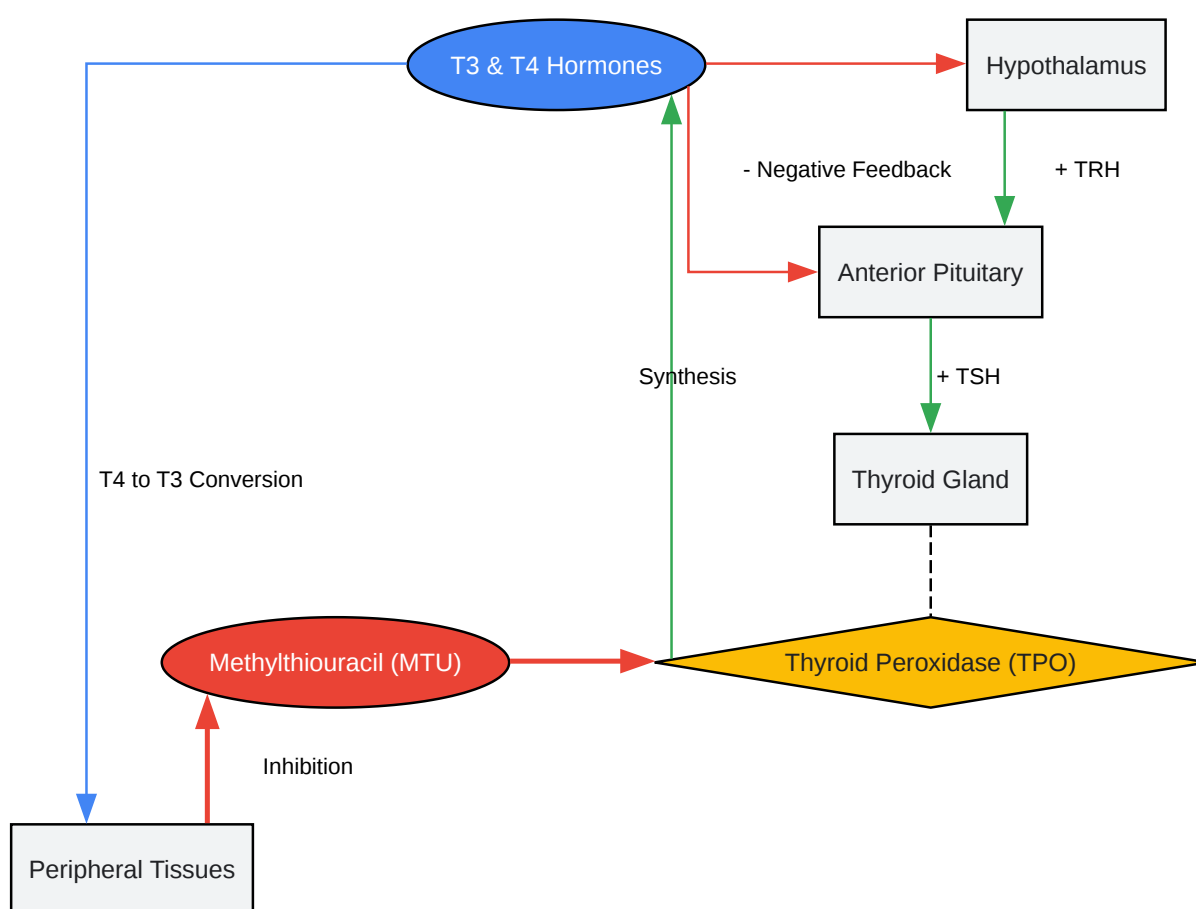 T3 & T4 Hormones
Hypothalamus
- Negative Feedback
+ TRH
Anterior Pituitary
Synthesis
+ TSH
T4 to T3 Conversion
Thyroid Gland
Methylthiouracil (MTU)
Thyroid Peroxidase (TPO)
Inhibition
Peripheral Tissues